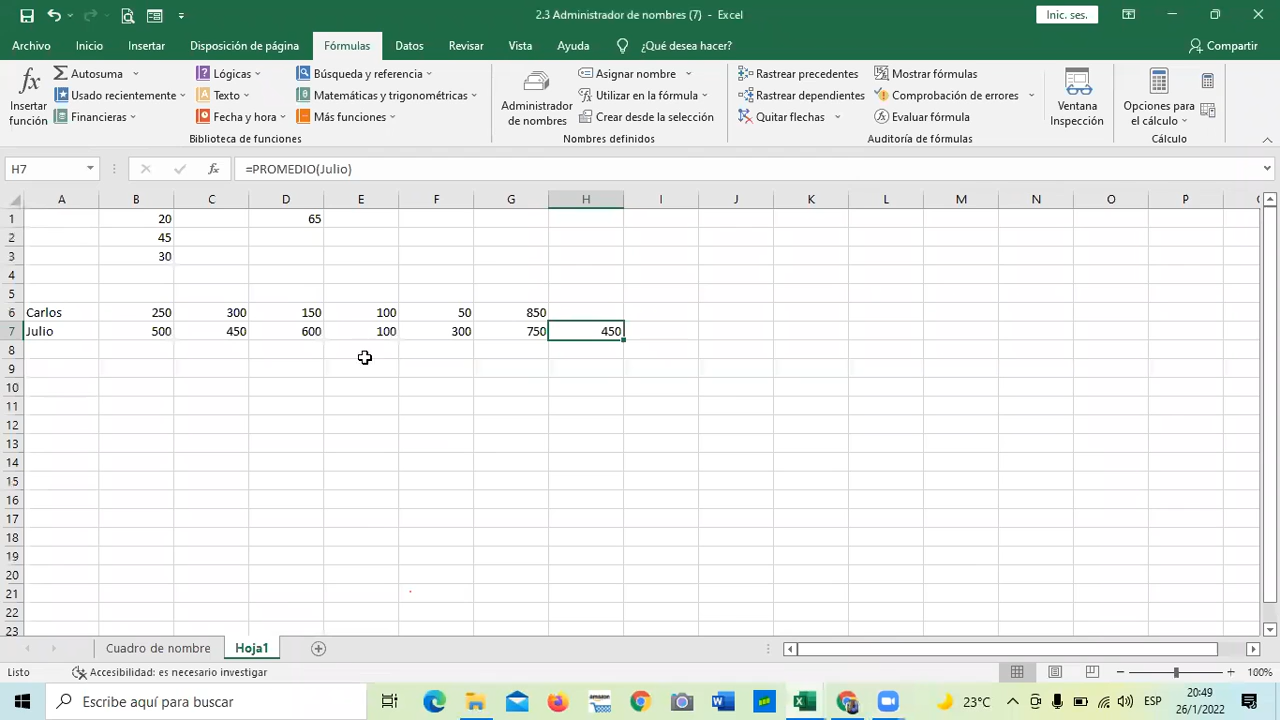 2.3 Administrador de nombres (7) - Excel
Inic. ses.
Archivo Inicio Insertar Disposición de página Fórmulas Datos Revisar Vista Ayuda ¿Qué desea hacer? Compartir
Insertar función
Autosuma Lógicas Búsqueda y referencia
Usado recientemente Texto Matemáticas y trigonométricas
Financieras Fecha y hora Más funciones
Biblioteca de funciones
Administrador de nombres
Asignar nombre
Utilizar en la fórmula
Crear desde la selección
Nombres definidos
Rastrear precedentes Mostrar fórmulas
Rastrear dependientes Comprobación de errores
Quitar flechas Evaluar fórmula
Auditoría de fórmulas
Ventana Inspección
Opciones para el cálculo
Cálculo
H7 fx =PROMEDIO(Julio)
A B C D E F G H I J K L M N O P
1 20 65
2 45
3 30
4
5
6 Carlos 250 300 150 100 50 850
7 Julio 500 450 600 100 300 750 450
8
9
10
11
12
13
14
15
16
17
18
19
20
21
22
23
Cuadro de nombre Hoja1
Listo Accesibilidad: es necesario investigar 100%
Escribe aquí para buscar 23°C ESP 20:49
26/1/2022